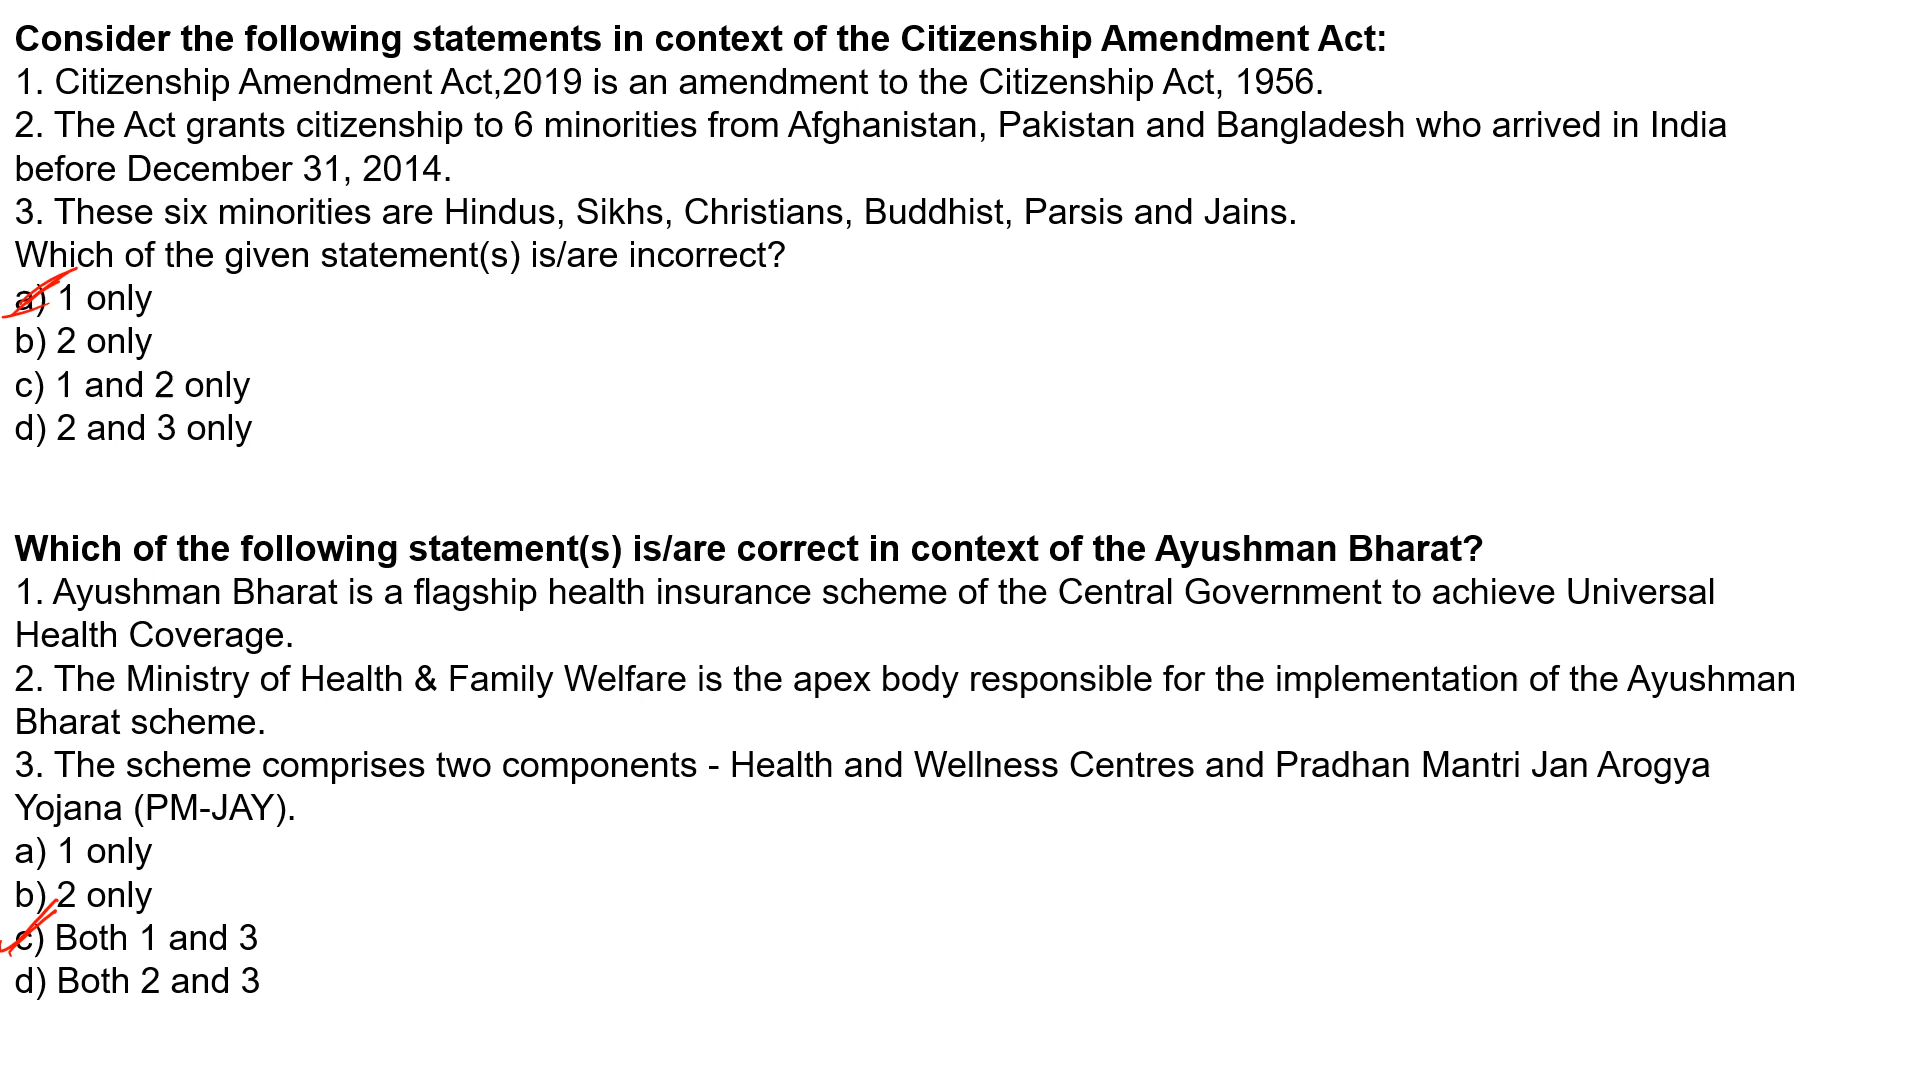 Consider the following statements in context of the Citizenship Amendment Act:
1. Citizenship Amendment Act,2019 is an amendment to the Citizenship Act, 1956.
2. The Act grants citizenship to 6 minorities from Afghanistan, Pakistan and Bangladesh who arrived in India
before December 31, 2014.
3. These six minorities are Hindus, Sikhs, Christians, Buddhist, Parsis and Jains.
Which of the given statement(s) is/are incorrect?
a) 1 only
b) 2 only
c) 1 and 2 only
d) 2 and 3 only
Which of the following statement(s) is/are correct in context of the Ayushman Bharat?
1. Ayushman Bharat is a flagship health insurance scheme of the Central Government to achieve Universal
Health Coverage.
2. The Ministry of Health & Family Welfare is the apex body responsible for the implementation of the Ayushman
Bharat scheme.
3. The scheme comprises two components - Health and Wellness Centres and Pradhan Mantri Jan Arogya
Yojana (PM-JAY).
a) 1 only
b) 2 only
c) Both 1 and 3
d) Both 2 and 3